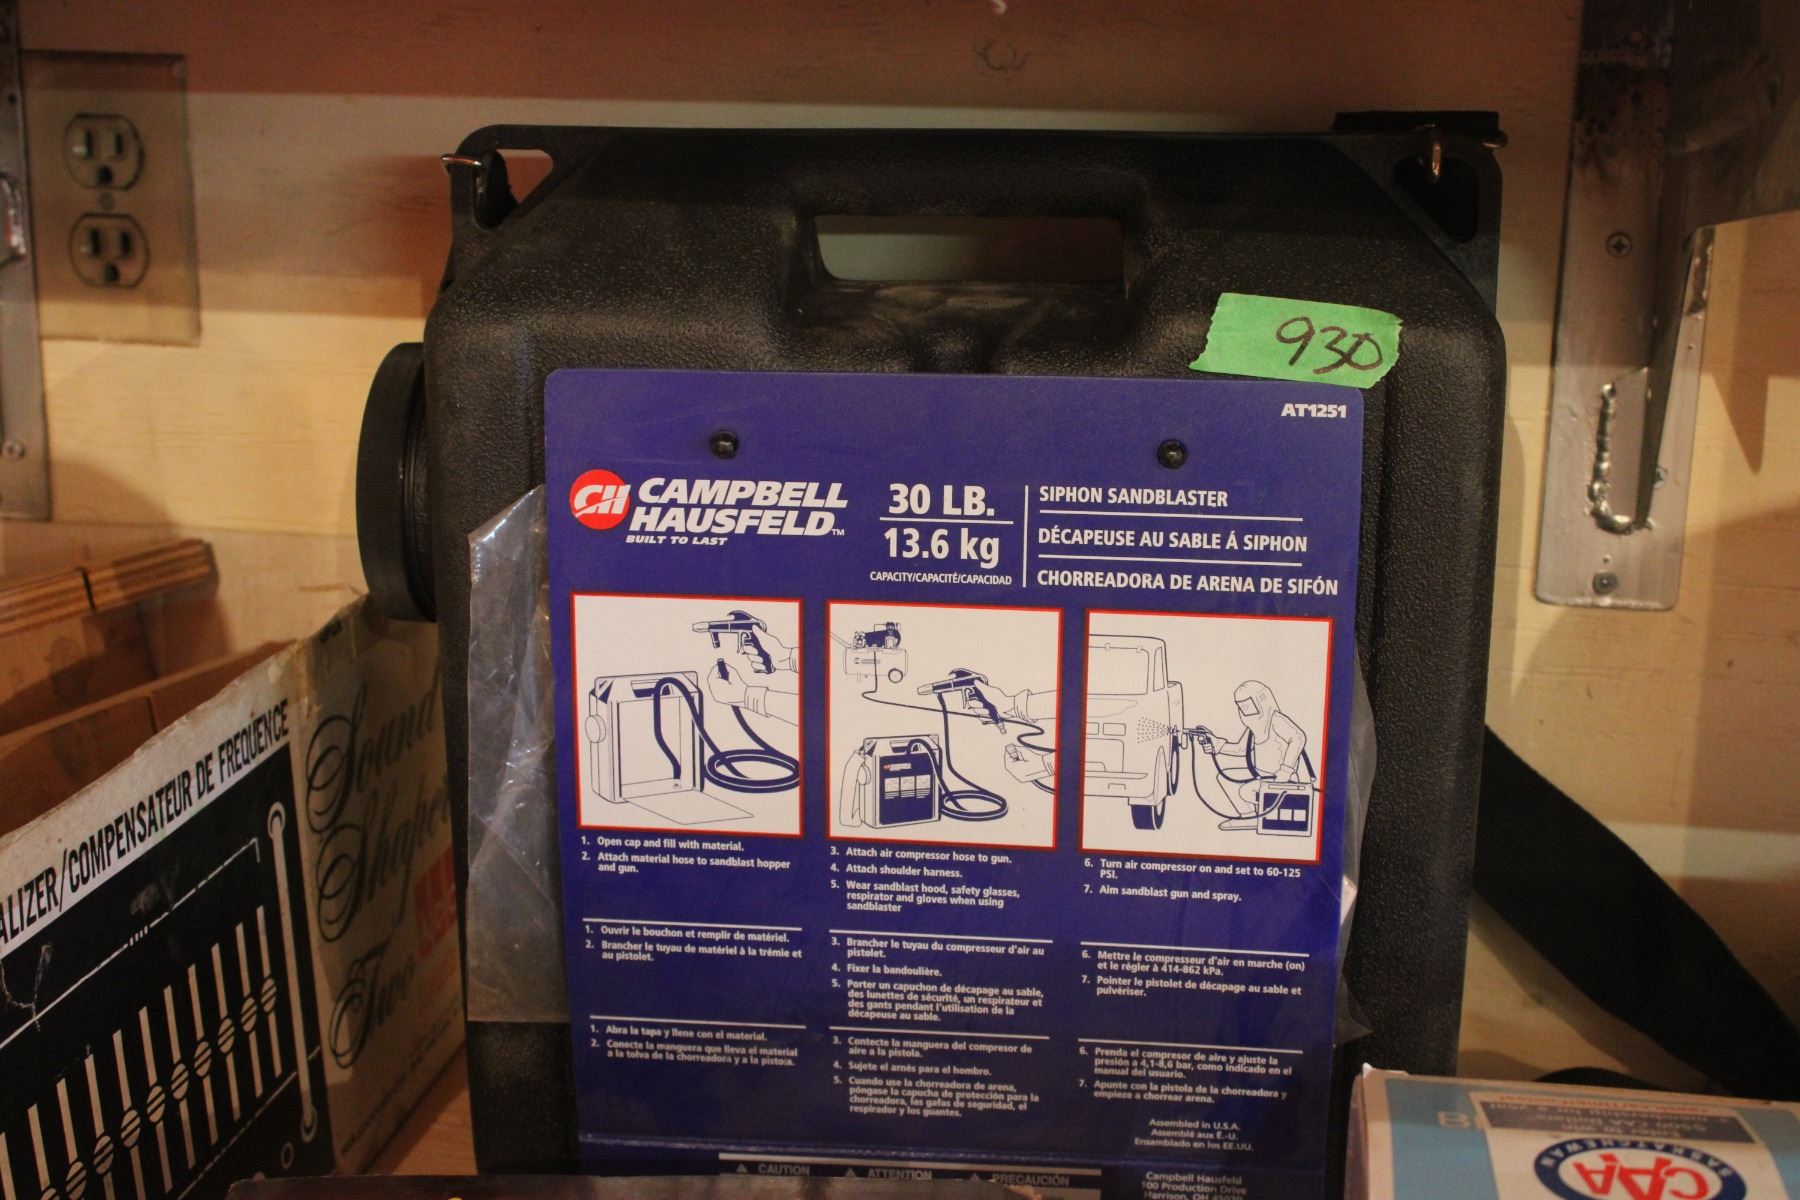 930
AT1251
CH CAMPBELL
HAUSFELD™
BUILT TO LAST
30 LB.
13.6 kg
CAPACITY/CAPACITÉ/CAPACIDAD
SIPHON SANDBLASTER
DÉCAPEUSE AU SABLE Á SIPHON
CHORREADORA DE ARENA DE SIFÓN
1. Open cap and fill with material.
2. Attach material hose to sandblast hopper
and gun.
3. Attach air compressor hose to gun.
4. Attach shoulder harness.
5. Wear sandblast hood, safety glasses,
respirator and gloves when using
sandblaster
6. Turn air compressor on and set to 60-125
PSI.
7. Aim sandblast gun and spray.
1. Ouvrir le bouchon et remplir de matériel.
2. Brancher le tuyau de matériel à la trémie et
au pistolet.
3. Brancher le tuyau du compresseur d'air au
pistolet.
4. Fixer la bandoulière.
5. Porter un capuchon de décapage au sable,
des lunettes de sécurité, un respirateur et
des gants pendant l'utilisation de la
décapeuse au sable.
6. Mettre le compresseur d'air en marche (on)
et le régler à 414-862 kPa.
7. Pointer le pistolet de décapage au sable et
pulvériser.
1. Abra la tapa y llene con el material.
2. Conecte la manguera que lleva el material
a la tolva de la chorreadora y a la pistola.
3. Contecte la manguera del compresor de
aire a la pistola.
4. Sujete el arnés para el hombro.
5. Cuando use la chorreadora de arena,
póngase la capucha de protección para la
chorreadora, las gafas de seguridad, el
respirador y los guantes.
6. Prenda el compresor de aire y ajuste la
presión a 4,1-8,6 bar, como indicado en el
manual del usuario.
7. Apunte con la pistola de la chorreadora y
empieze a chorrear arena.
Assembled in U.S.A.
Assemblé aux É.-U.
Ensamblado en los EE.UU.
CAUTION
ATTENTION
PRECAUCIÓN
Campbell Hausfeld
100 Production Drive
Harrison, OH 45030
ALIZER/COMPENSATEUR DE FREQUENCE
Sound
Shaper
Two
CAA
SASKATCHEWAN